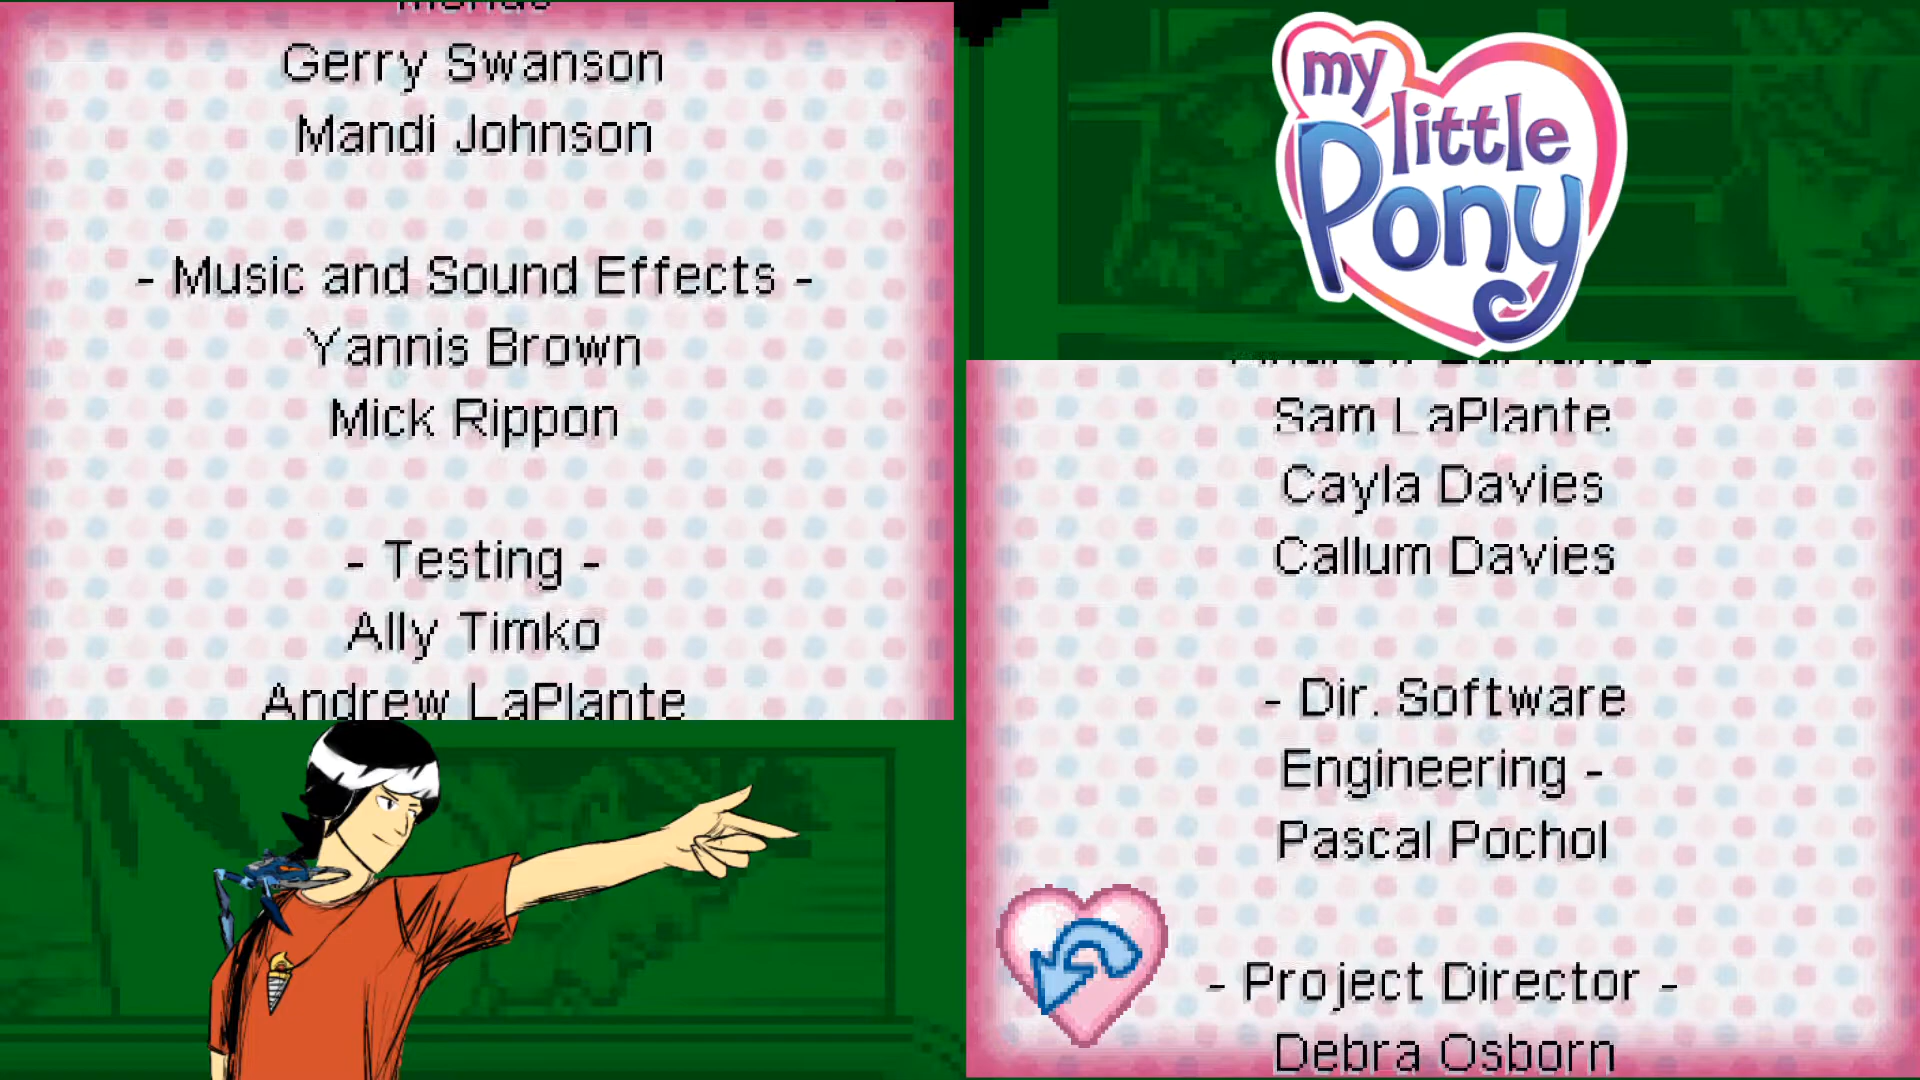 Gerry Swanson
Mandi Johnson
- Music and Sound Effects -
Yannis Brown
Mick Rippon
- Testing -
Ally Timko
Andrew LaPlante
my
little
Pony
Sam LaPlante
Cayla Davies
Callum Davies
- Dir. Software
Engineering -
Pascal Pochol
- Project Director -
Debra Osborn